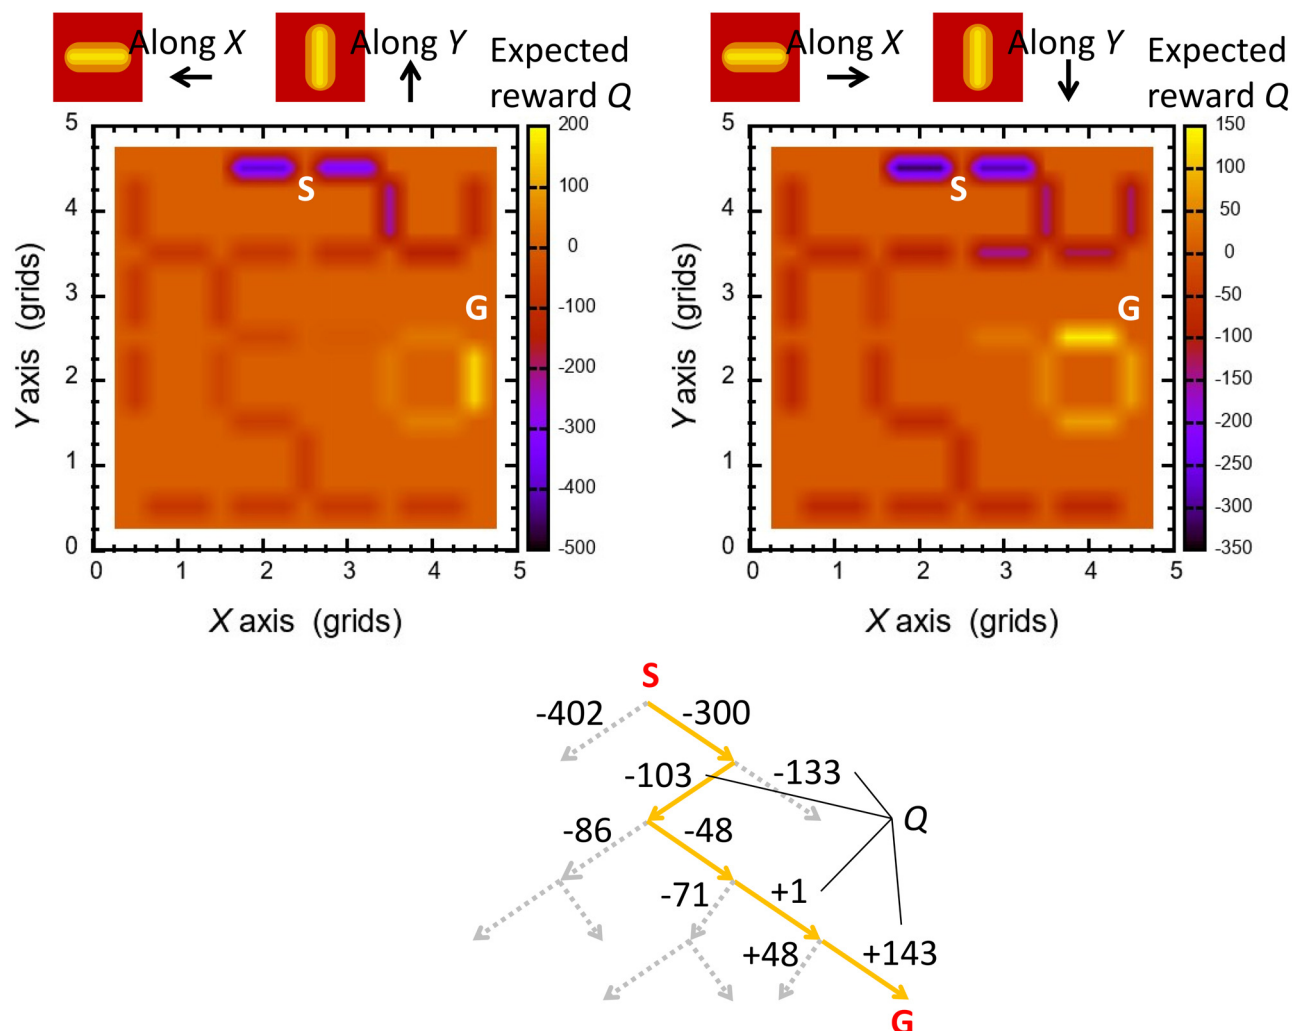 Along X
Along Y
Expected
reward Q
Along X
Along Y
Expected
reward Q
5
4
3
2
1
0
0 1 2 3 4 5
Y axis (grids)
X axis (grids)
S
G
200
100
0
-100
-200
-300
-400
-500
5
4
3
2
1
0
0 1 2 3 4 5
Y axis (grids)
X axis (grids)
S
G
150
100
50
0
-50
-100
-150
-200
-250
-300
-350
S
-402 -300
-103 -133
Q
-86 -48
-71 +1
+48 +143
G